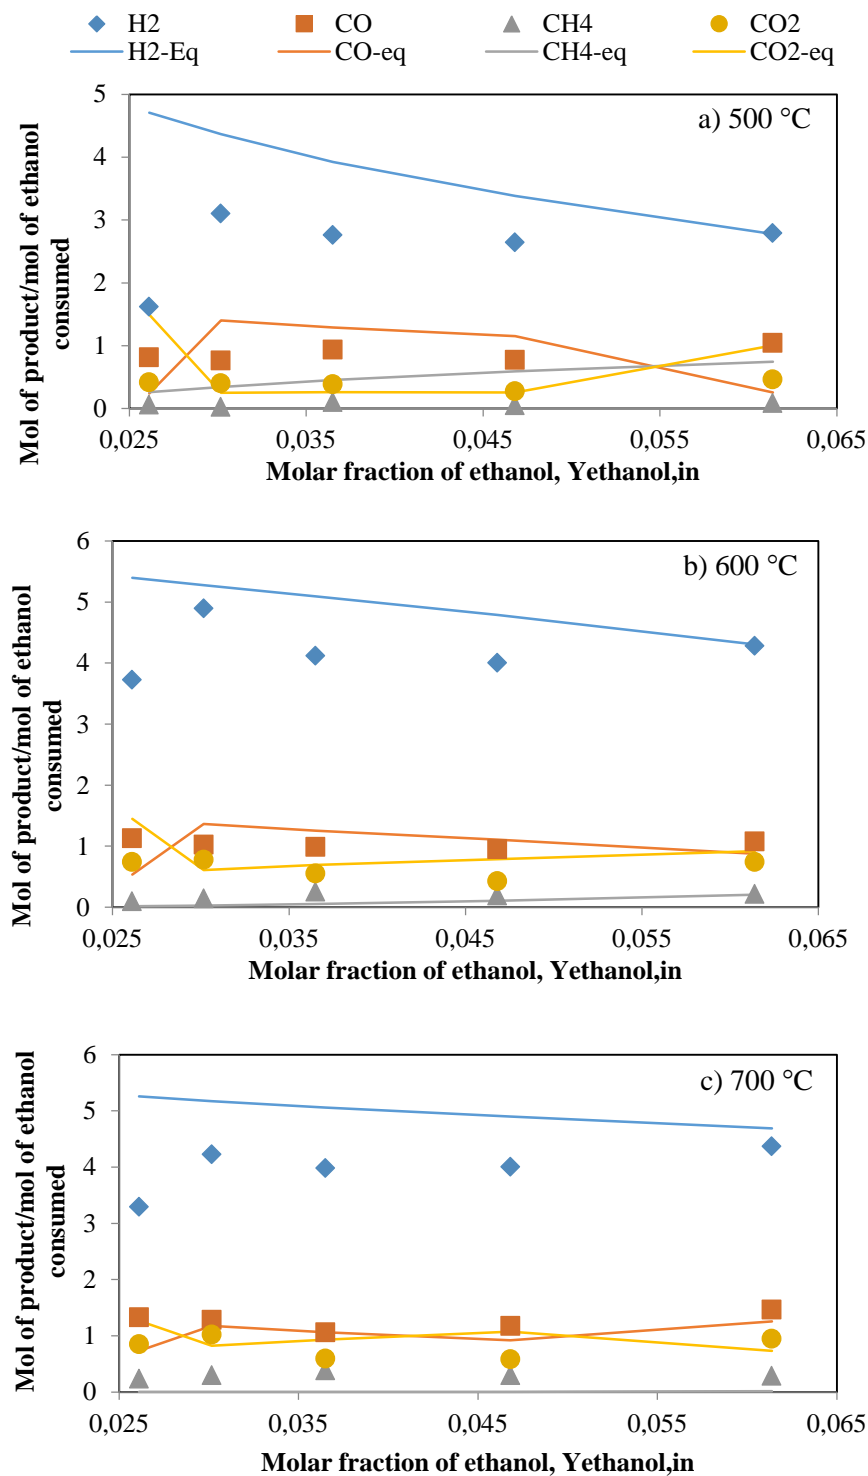 H2 CO CH4 CO2
H2-Eq CO-eq CH4-eq CO2-eq
a) 500 °C
Mol of product/mol of ethanol
consumed
5
4
3
2
1
0
0,025 0,035 0,045 0,055 0,065
Molar fraction of ethanol, Yethanol,in
b) 600 °C
Mol of product/mol of ethanol
consumed
6
5
4
3
2
1
0
0,025 0,035 0,045 0,055 0,065
Molar fraction of ethanol, Yethanol,in
c) 700 °C
Mol of product/mol of ethanol
consumed
6
5
4
3
2
1
0
0,025 0,035 0,045 0,055 0,065
Molar fraction of ethanol, Yethanol,in